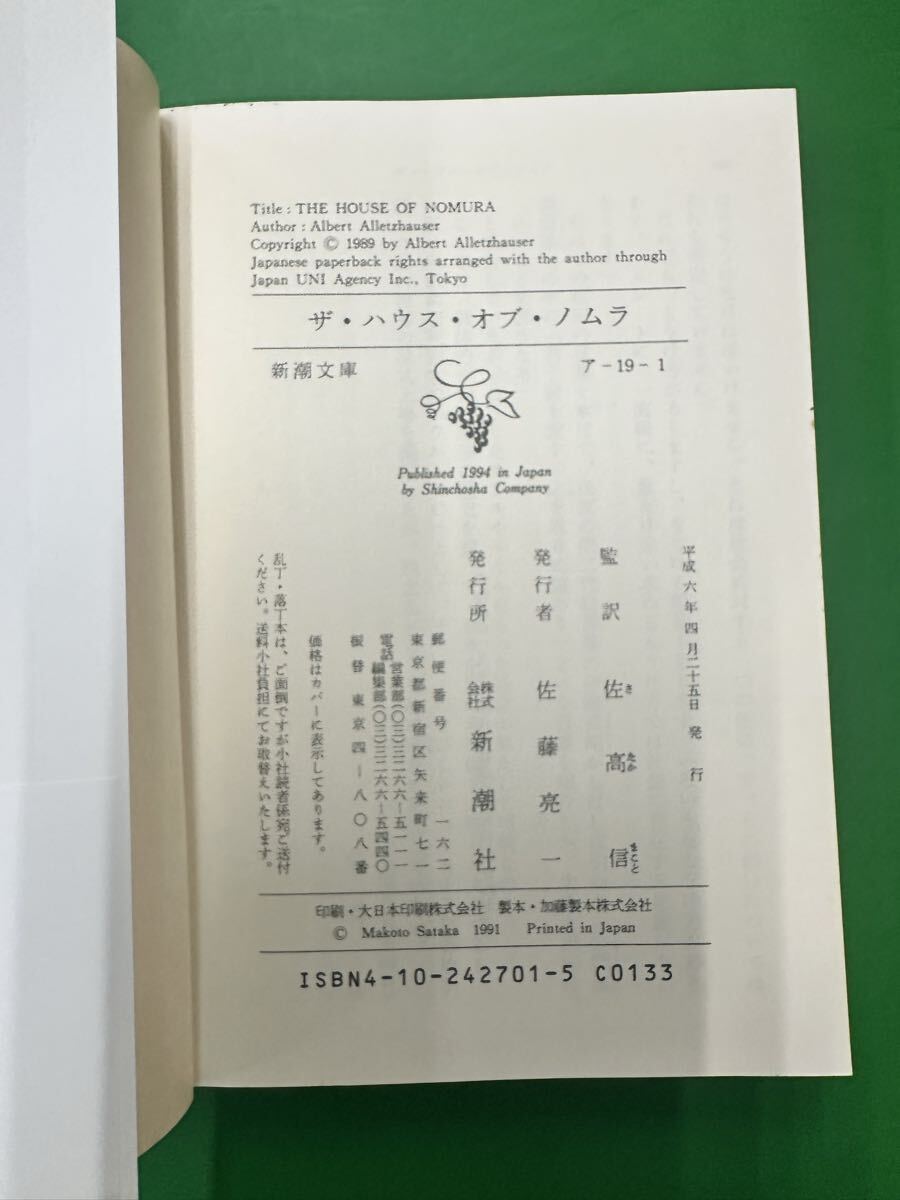 Title : THE HOUSE OF NOMURA
Author : Albert Alletzhauser
Copyright © 1989 by Albert Alletzhauser
Japanese paperback rights arranged with the author through
Japan UNI Agency Inc., Tokyo
ザ・ハウス・オブ・ノムラ
新潮文庫
ア-19-1
Published 1994 in Japan
by Shinchosha Company
平成六年四月二十五日 発行
監訳 佐高信
さたかまこと
発行者 佐藤亮一
発行所 株式会社 新潮社
郵便番号 一六二
東京都新宿区矢来町七一
電話 営業部(〇三)三二六六-五一一一
編集部(〇三)三二六六-五四四〇
振替 東京四-八〇八番
価格はカバーに表示してあります。
乱丁・落丁本は、ご面倒ですが小社読者係宛ご送付
ください。送料小社負担にてお取替えいたします。
印刷・大日本印刷株式会社 製本・加藤製本株式会社
© Makoto Sataka 1991 Printed in Japan
ISBN4-10-242701-5 C0133